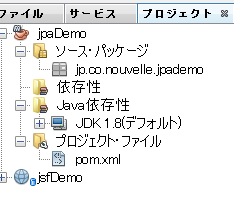 ファイル サービス プロジェクト
jpaDemo
ソース・パッケージ
jp.co.nouvelle.jpademo
依存性
Java依存性
JDK 1.8(デフォルト)
プロジェクト・ファイル
pom.xml
jsfDemo